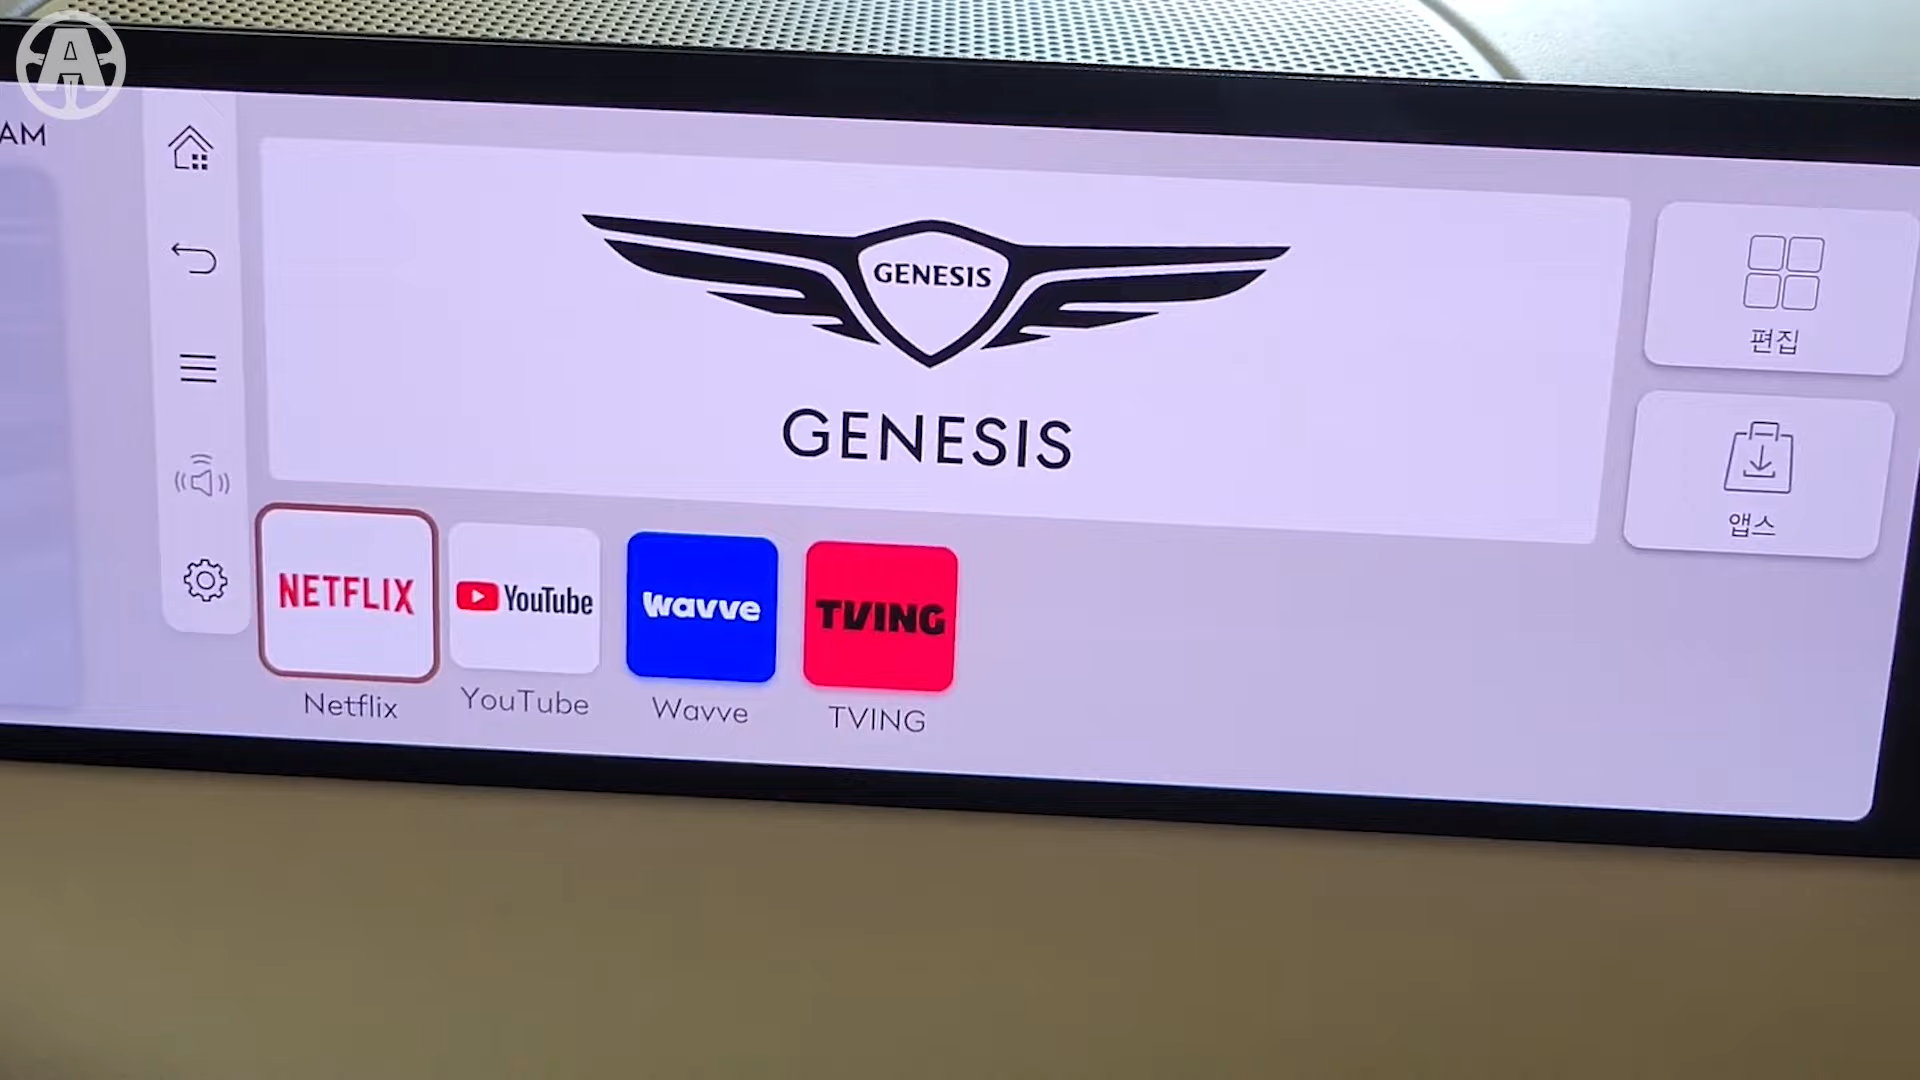 A
AM
GENESIS
GENESIS
편집
앱스
NETFLIX
YouTube
wavve
TVING
Netflix
YouTube
Wavve
TVING